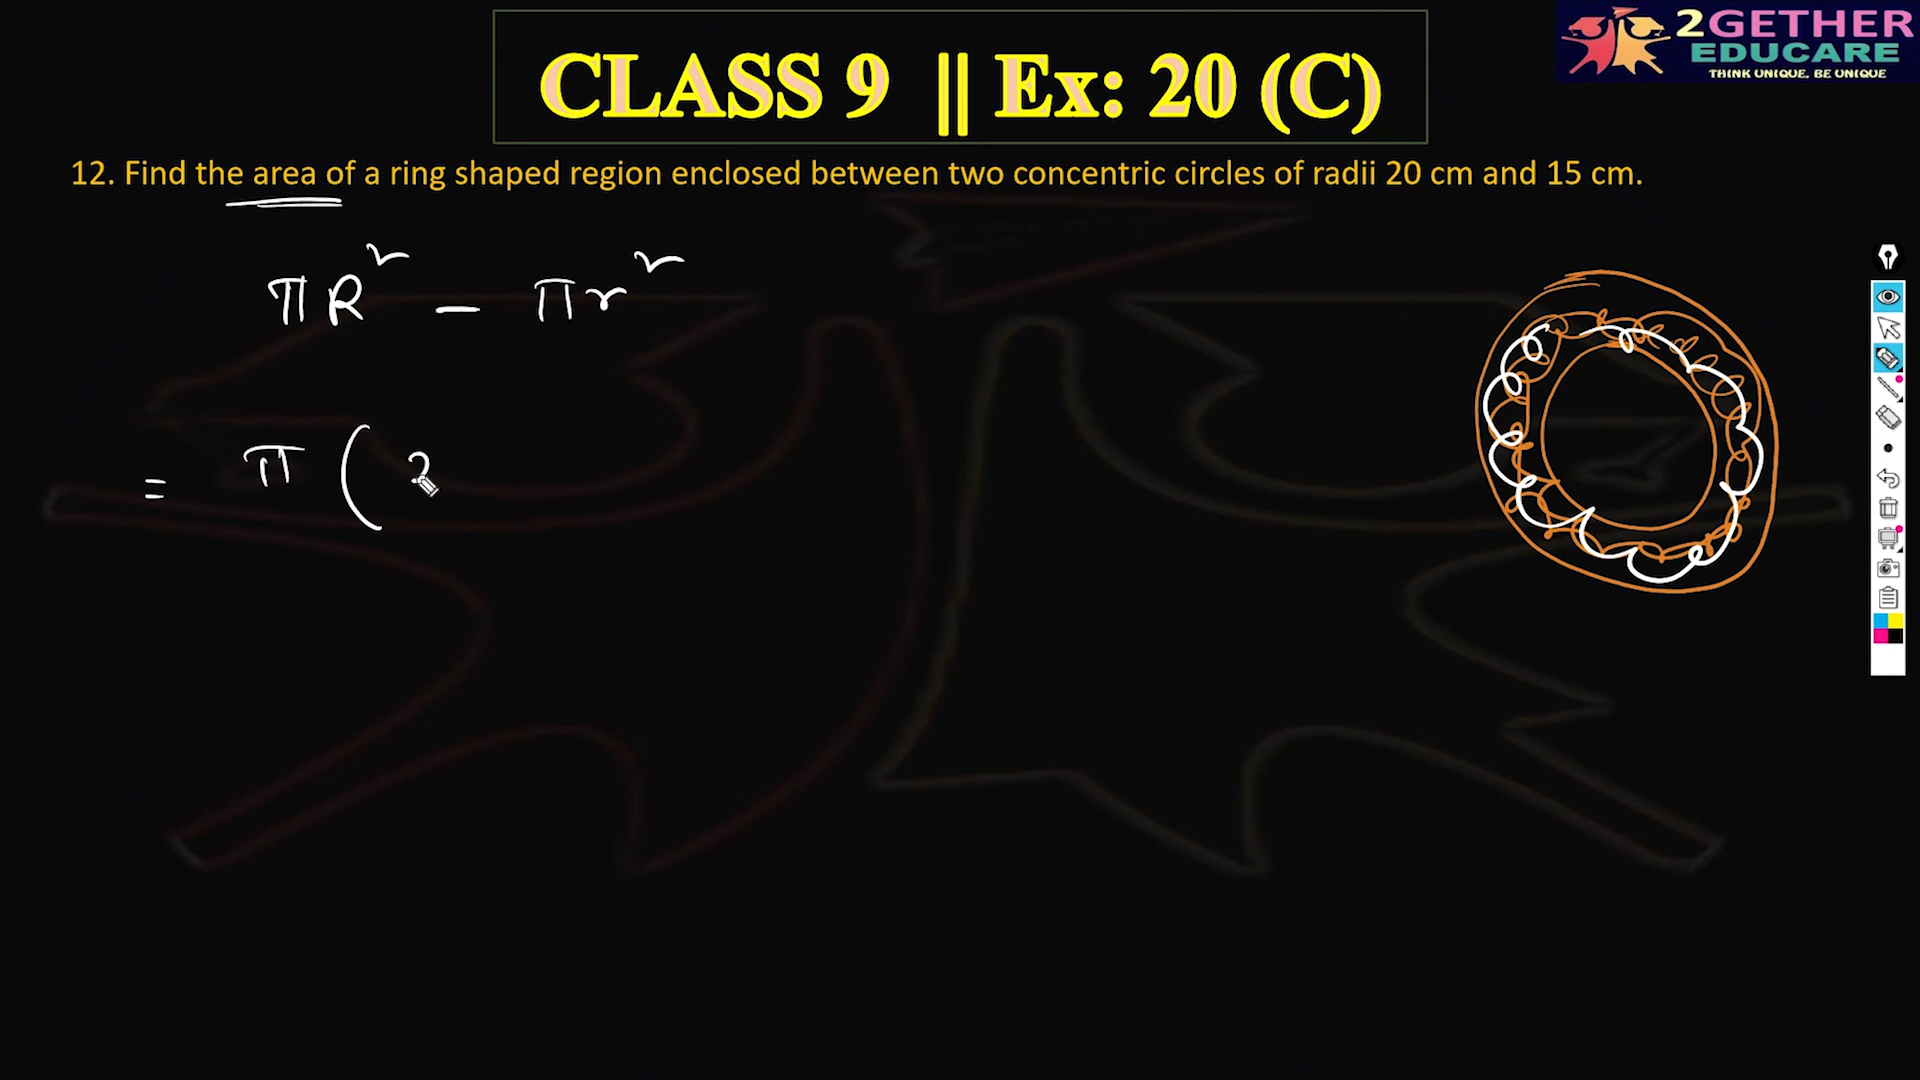 2GETHER
EDUCARE
THINK UNIQUE. BE UNIQUE
CLASS 9 || Ex: 20 (C)
12. Find the area of a ring shaped region enclosed between two concentric circles of radii 20 cm and 15 cm.
πR² - πr²
= π ( 2